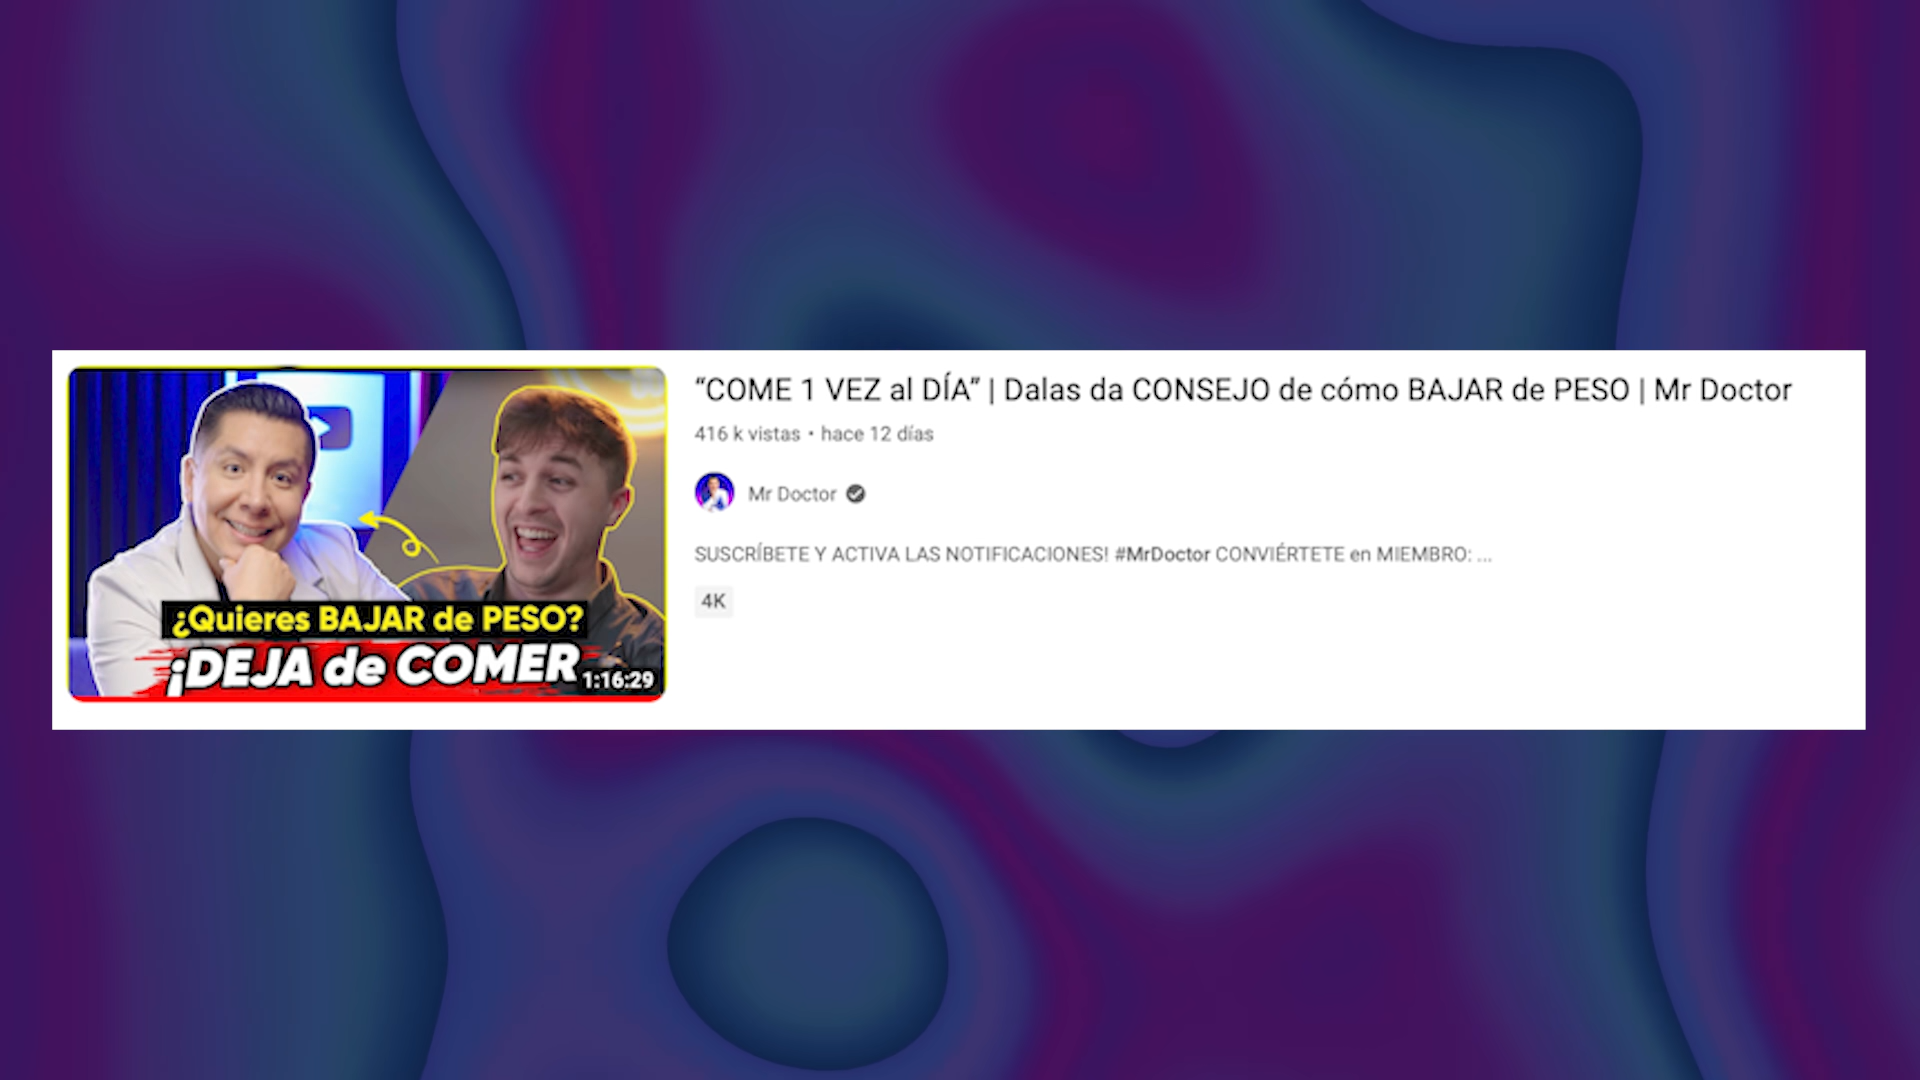 ¿Quieres BAJAR de PESO?
¡DEJA de COMER
1:16:29
“COME 1 VEZ al DÍA” | Dalas da CONSEJO de cómo BAJAR de PESO | Mr Doctor
416 k vistas • hace 12 días
Mr Doctor
SUSCRÍBETE Y ACTIVA LAS NOTIFICACIONES! #MrDoctor CONVIÉRTETE en MIEMBRO: ...
4K